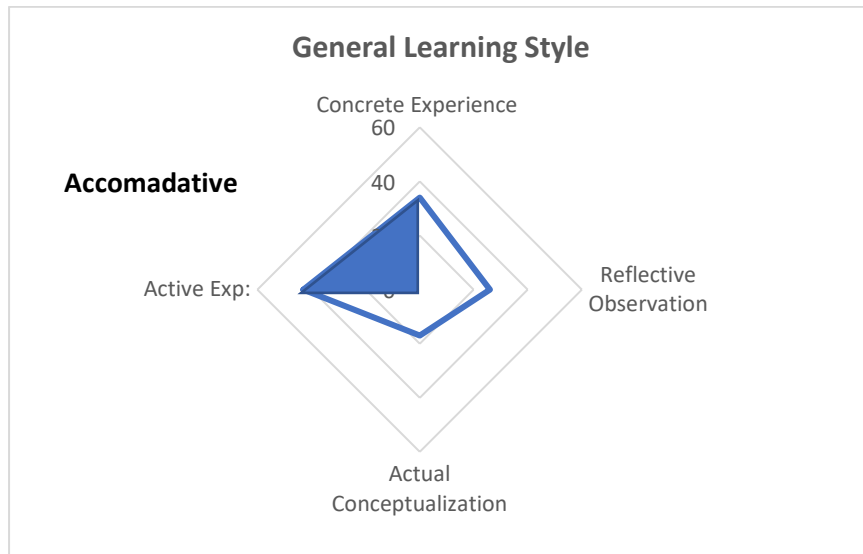 General Learning Style
Concrete Experience
60
40
Accomadative
Active Exp:
Reflective
Observation
Actual
Conceptualization